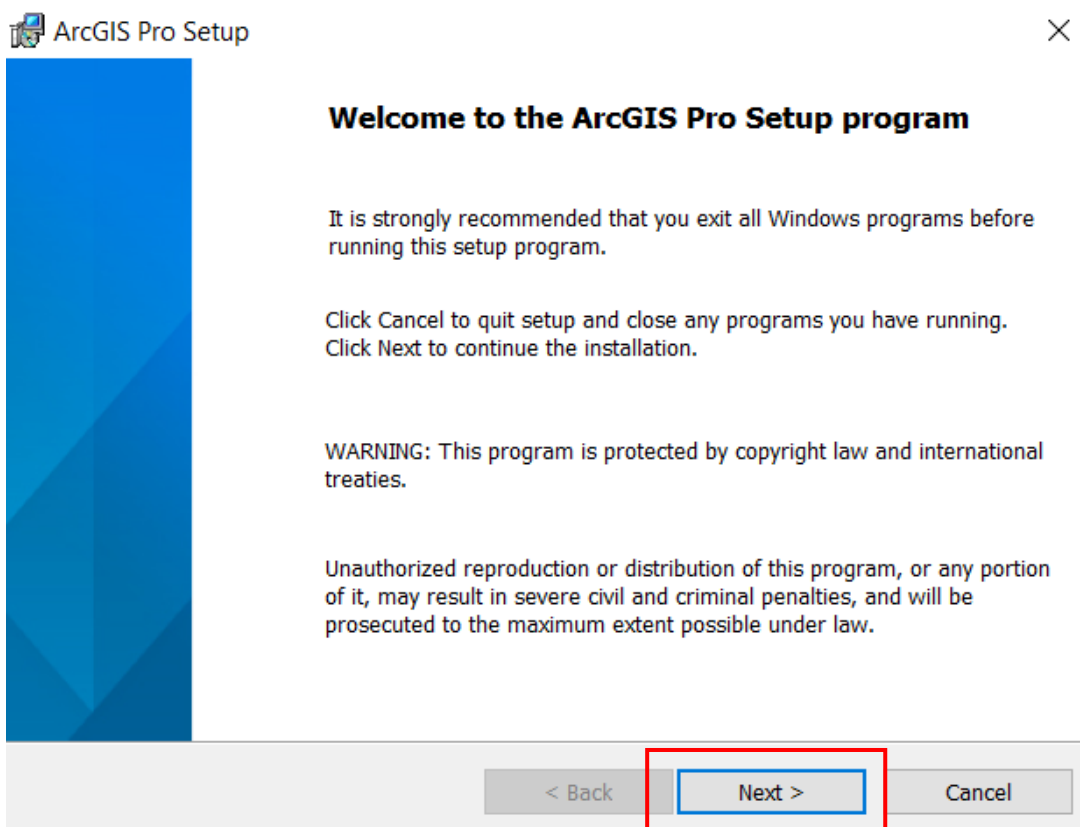 ArcGIS Pro Setup
Welcome to the ArcGIS Pro Setup program
It is strongly recommended that you exit all Windows programs before
running this setup program.
Click Cancel to quit setup and close any programs you have running.
Click Next to continue the installation.
WARNING: This program is protected by copyright law and international
treaties.
Unauthorized reproduction or distribution of this program, or any portion
of it, may result in severe civil and criminal penalties, and will be
prosecuted to the maximum extent possible under law.
< Back Next > Cancel